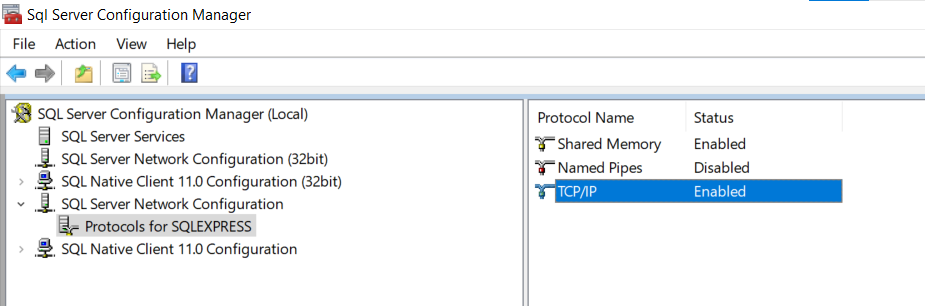 Sql Server Configuration Manager
File Action View Help
SQL Server Configuration Manager (Local)
SQL Server Services
SQL Server Network Configuration (32bit)
SQL Native Client 11.0 Configuration (32bit)
SQL Server Network Configuration
Protocols for SQLEXPRESS
SQL Native Client 11.0 Configuration
Protocol Name Status
Shared Memory Enabled
Named Pipes Disabled
TCP/IP Enabled